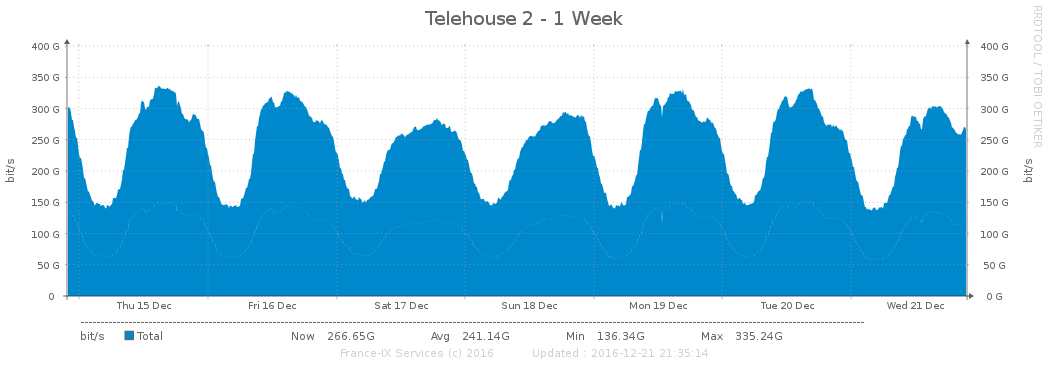 Telehouse 2 - 1 Week
RRDTOOL / TOBI OETIKER
400 G 400 G
350 G 350 G
300 G 300 G
250 G 250 G
200 G 200 G
150 G 150 G
100 G 100 G
50 G 50 G
0 0 G
bit/s bit/s
Thu 15 Dec Fri 16 Dec Sat 17 Dec Sun 18 Dec Mon 19 Dec Tue 20 Dec Wed 21 Dec
bit/s Total Now 266.65G Avg 241.14G Min 136.34G Max 335.24G
France-IX Services (c) 2016 Updated : 2016-12-21 21:35:14